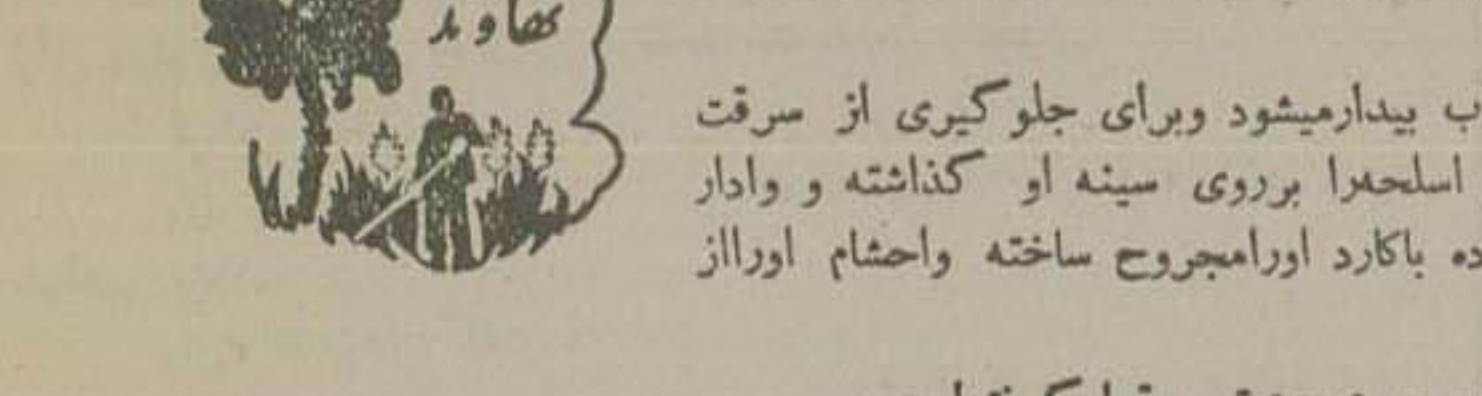 نهاوند
ب بیدارمیشود وبرای جلوگیری از سرقت
اسلحه‌را برروی سینه او گذاشته و وادار
ده باکارد اورامجروح ساخته واحشام اورااز